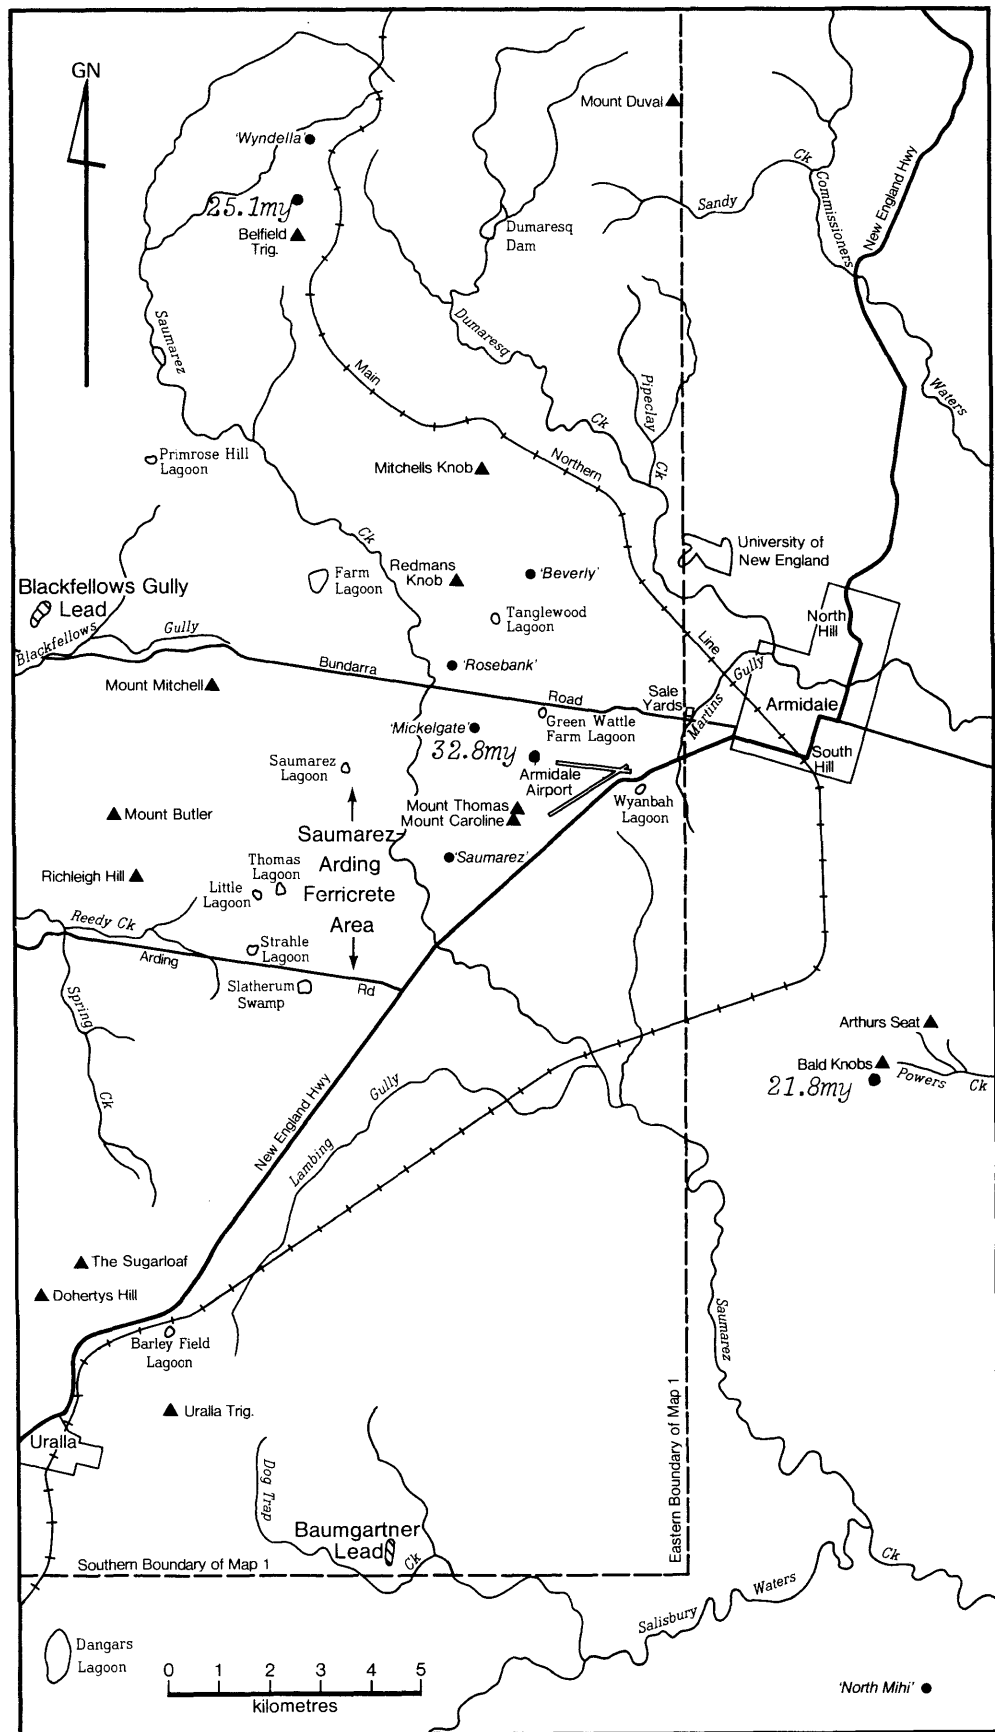 GN
Mount Duval
'Wyndella'
Ck
New England Hwy
Sandy
Commissioners
25.1my
Belfield
Trig.
Dumaresq
Dam
Saumarez
Dumaresq
Main
Pipeclay
Waters
Ck
Primrose Hill
Lagoon
Mitchells Knob
Northern
Ck
Ck
University of
New England
Blackfellows Gully
Lead
Farm
Lagoon
Redmans
Knob
'Beverly'
Tanglewood
Lagoon
North
Hill
Blackfellows
Gully
Line
Gully
Bundarra
'Rosebank'
Mount Mitchell
Road
Sale
Yards
Martins
Armidale
'Mickelgate'
Green Wattle
Farm Lagoon
32.8my
South
Hill
Saumarez
Lagoon
Armidale
Airport
Mount Butler
Mount Thomas
Mount Caroline
Wyanbah
Lagoon
Saumarez-
Arding
Ferricrete
Area
'Saumarez'
Thomas
Lagoon
Richleigh Hill
Little
Lagoon
Reedy Ck
Arding
Strahle
Lagoon
Slatherum
Swamp
Rd
Spring
Ck
Arthurs Seat
Bald Knobs
Powers
Ck
21.8my
New England Hwy
Gully
Lambing
The Sugarloaf
Dohertys Hill
Saumarez
Barley Field
Lagoon
Uralla Trig.
Eastern Boundary of Map 1
Uralla
Dog Trap
Baumgartner
Lead
Ck
Southern Boundary of Map 1
Ck
Waters
Salisbury
Dangars
Lagoon
0 1 2 3 4 5
kilometres
'North Mihi'